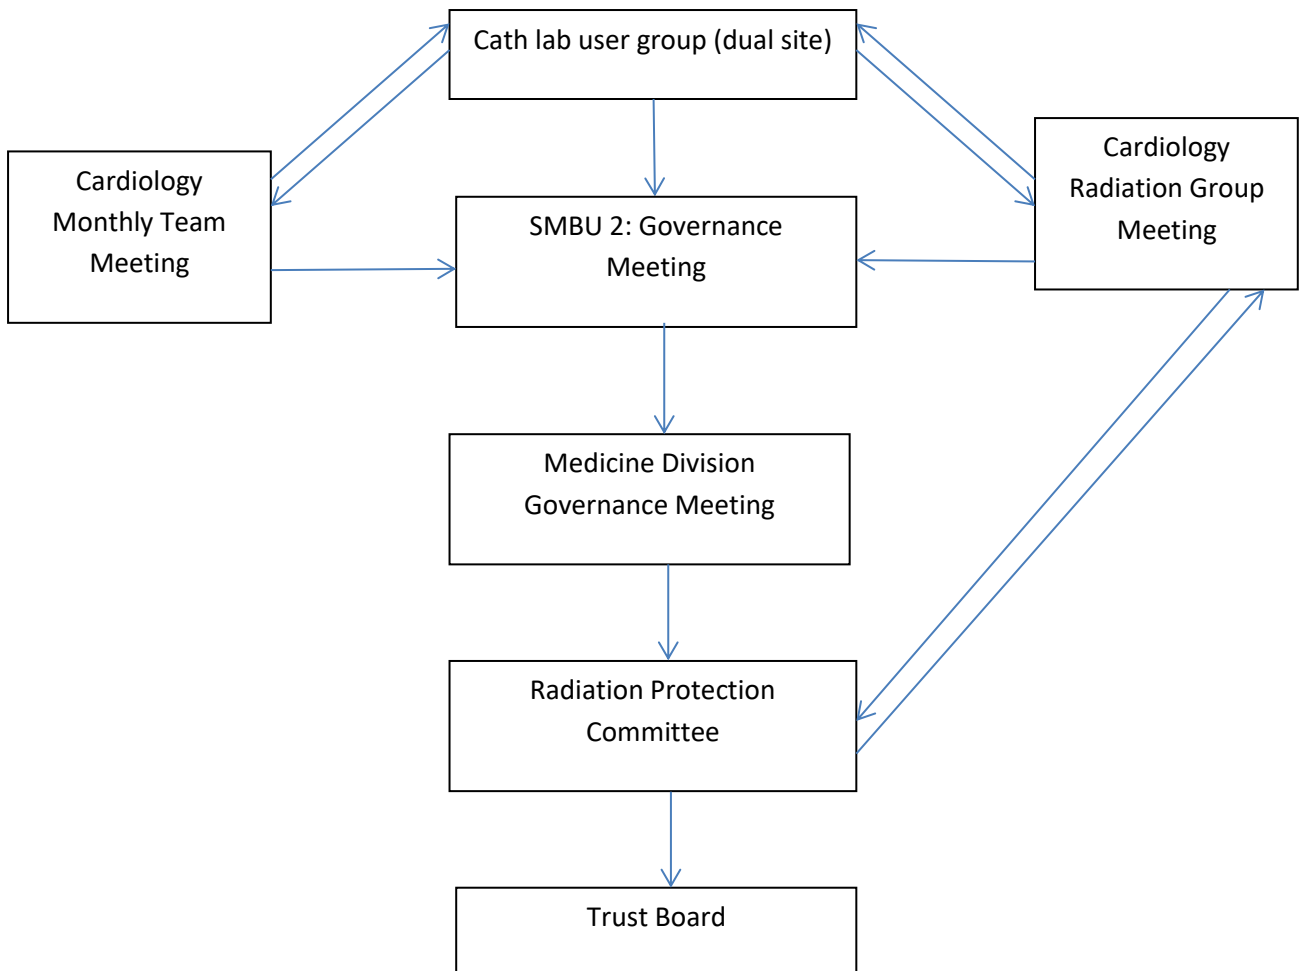 Cath lab user group (dual site)
Cardiology
Monthly Team
Meeting
Cardiology
Radiation Group
Meeting
SMBU 2: Governance
Meeting
Medicine Division
Governance Meeting
Radiation Protection
Committee
Trust Board